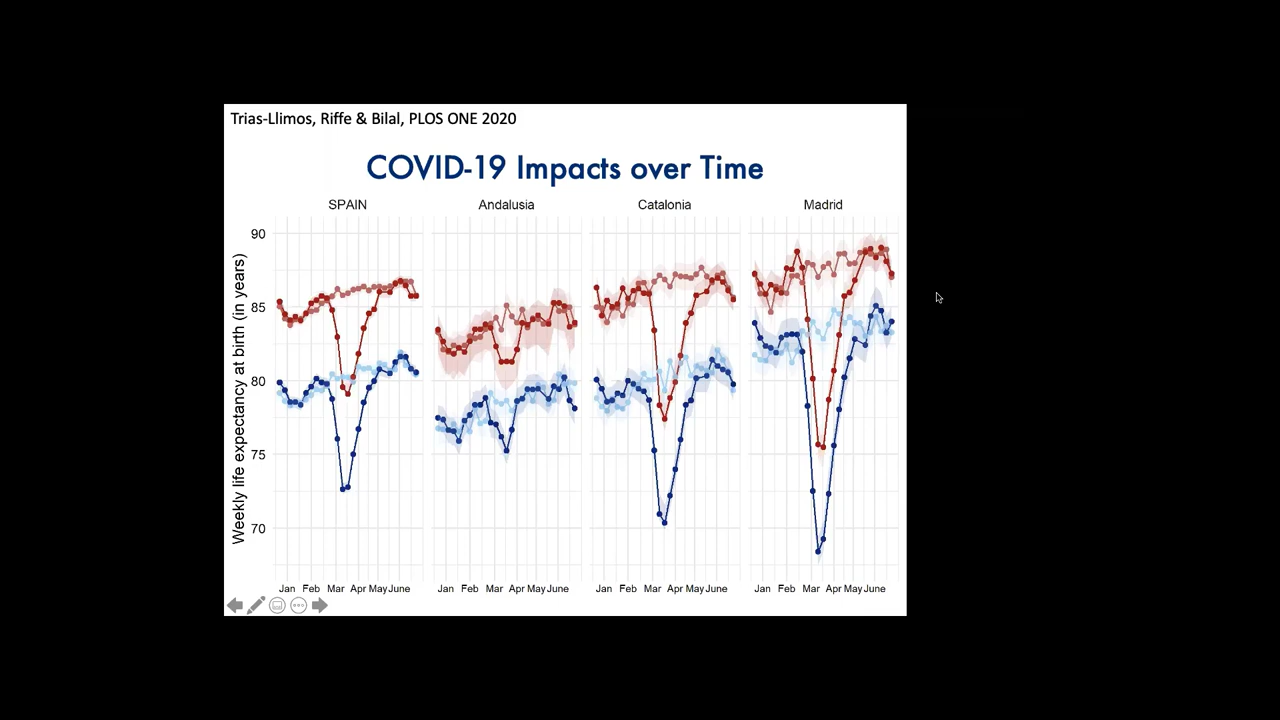 Trias-Llimos, Riffe & Bilal, PLOS ONE 2020
COVID-19 Impacts over Time
SPAIN Andalusia Catalonia Madrid
Weekly life expectancy at birth (in years)
90
85
80
75
70
Jan Feb Mar Apr May June Jan Feb Mar Apr May June Jan Feb Mar Apr May June Jan Feb Mar Apr May June